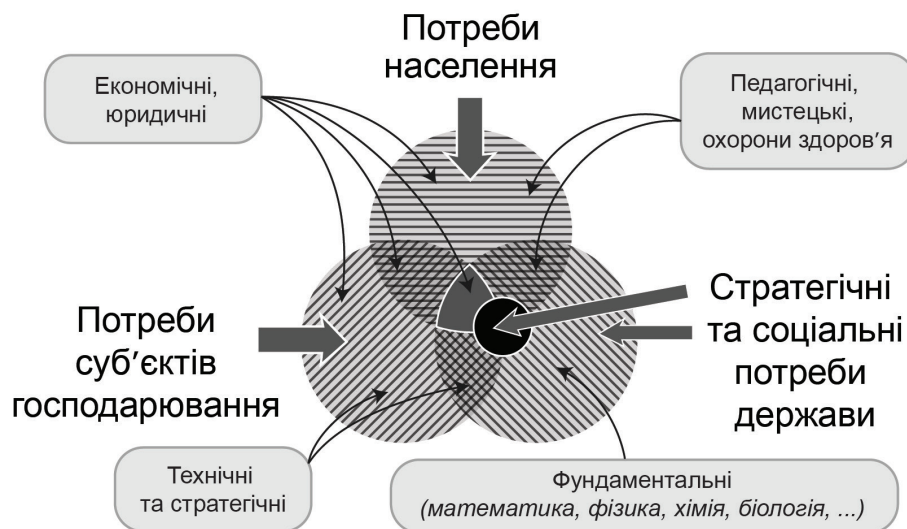 Потреби
населення
Економічні,
юридичні
Педагогічні,
мистецькі,
охорони здоров'я
Потреби
суб'єктів
господарювання
Стратегічні
та соціальні
потреби
держави
Технічні
та стратегічні
Фундаментальні
(математика, фізика, хімія, біологія, ...)